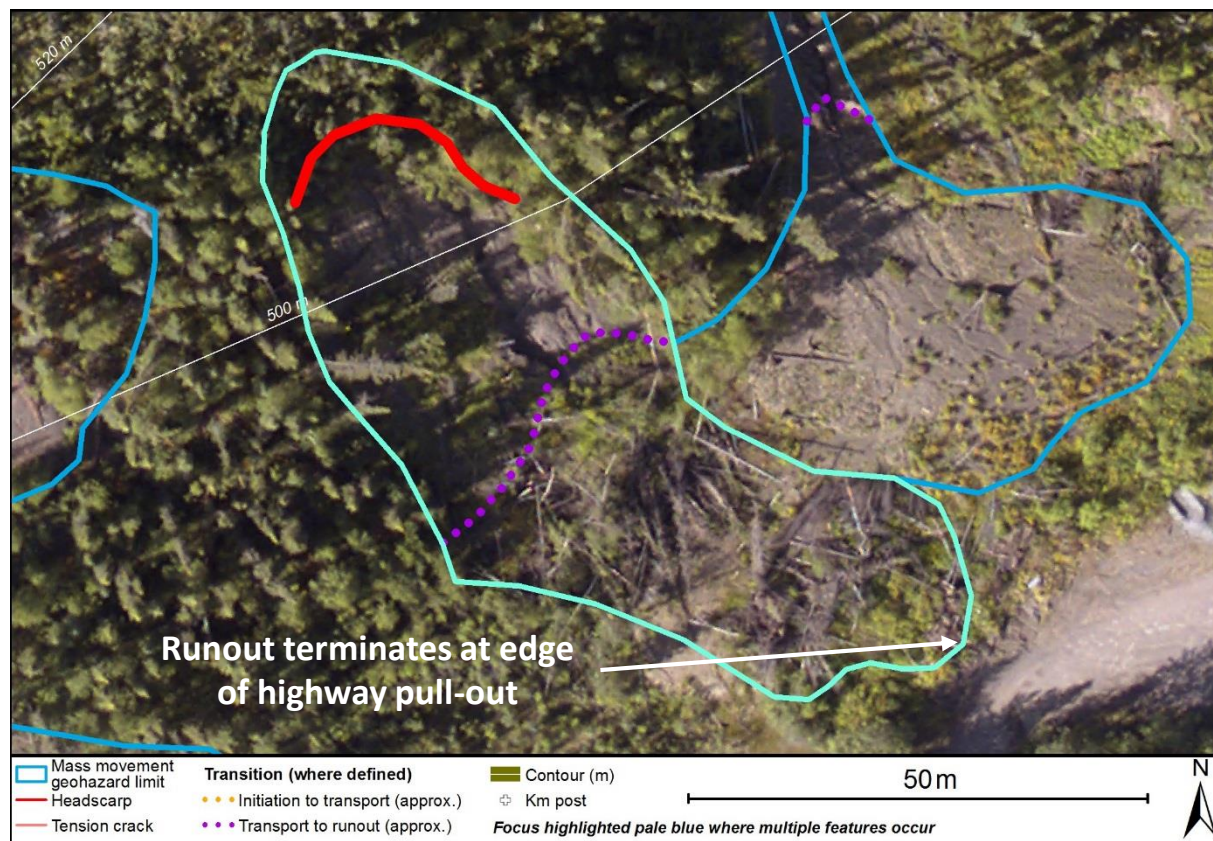 520 m
500 m
Runout terminates at edge
of highway pull-out
Mass movement
geohazard limit
Headscarp
Tension crack
Transition (where defined)
Initiation to transport (approx.)
Transport to runout (approx.)
Contour (m)
Km post
Focus highlighted pale blue where multiple features occur
50 m
N